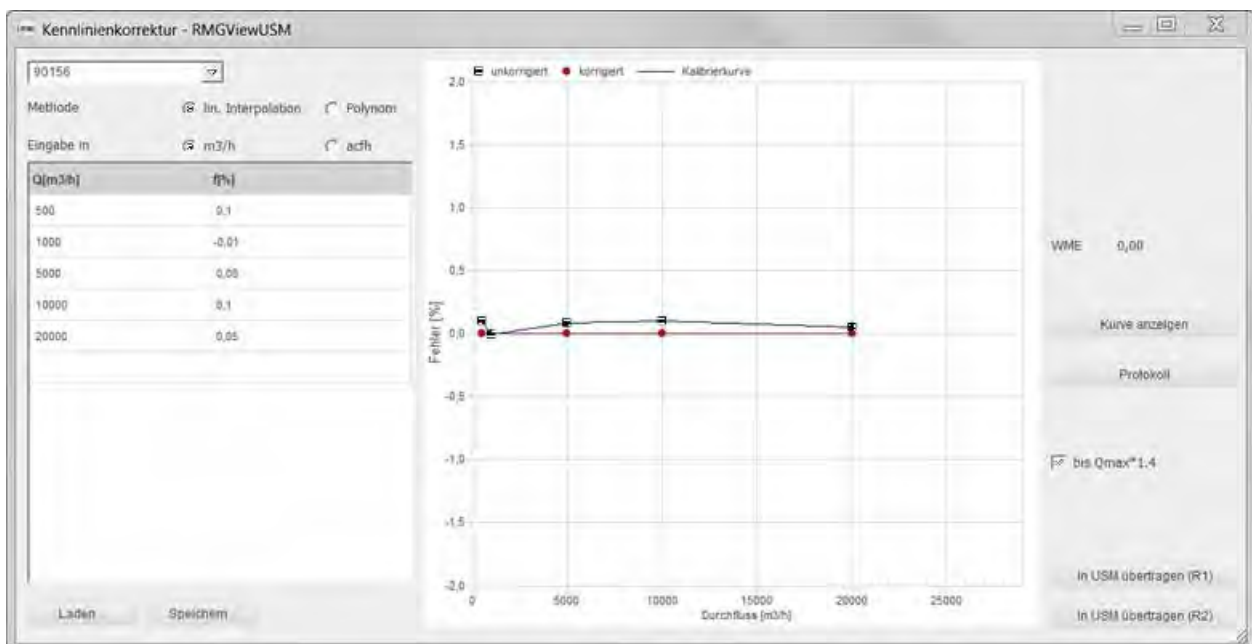 Kennlinienkorrektur - RMGViewUSM
90156
Methode lin. Interpolation Polynom
Eingabe in m3/h acfh
Q[m3/h] f[%]
500 0,1
1000 -0,01
5000 0,08
10000 0,1
20000 0,05
Laden Speichern
unkorrigiert korrigiert Kalibrierkurve
2,0
1,5
1,0
0,5
0,0
-0,5
-1,0
-1,5
-2,0
Fehler [%]
0 5000 10000 15000 20000 25000
Durchfluss [m3/h]
WME 0,00
Kurve anzeigen
Protokoll
bis Qmax*1.4
In USM übertragen (R1)
In USM übertragen (R2)